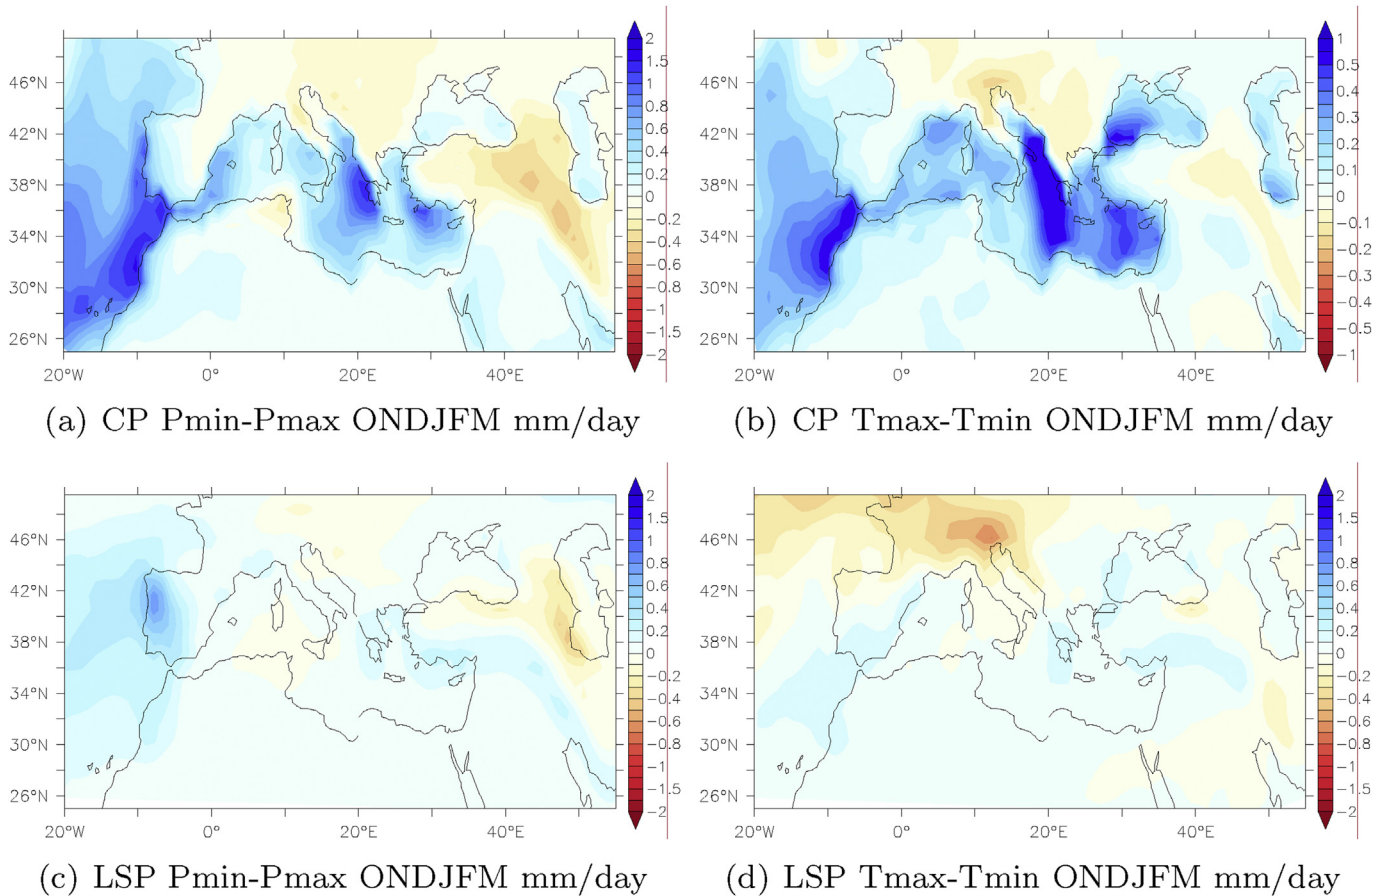 46°N
42°N
38°N
34°N
30°N
26°N
20°W 0° 20°E 40°E
2
1.5
1
0.8
0.6
0.4
0.2
0
−0.2
−0.4
−0.6
−0.8
−1
−1.5
−2
(a) CP Pmin-Pmax ONDJFM mm/day
46°N
42°N
38°N
34°N
30°N
26°N
20°W 0° 20°E 40°E
1
0.5
0.4
0.3
0.2
0.1
0
−0.1
−0.2
−0.3
−0.4
−0.5
−1
(b) CP Tmax-Tmin ONDJFM mm/day
46°N
42°N
38°N
34°N
30°N
26°N
20°W 0° 20°E 40°E
2
1.5
1
0.8
0.6
0.4
0.2
0
−0.2
−0.4
−0.6
−0.8
−1
−1.5
−2
(c) LSP Pmin-Pmax ONDJFM mm/day
46°N
42°N
38°N
34°N
30°N
26°N
20°W 0° 20°E 40°E
2
1.5
1
0.8
0.6
0.4
0.2
0
−0.2
−0.4
−0.6
−0.8
−1
−1.5
−2
(d) LSP Tmax-Tmin ONDJFM mm/day